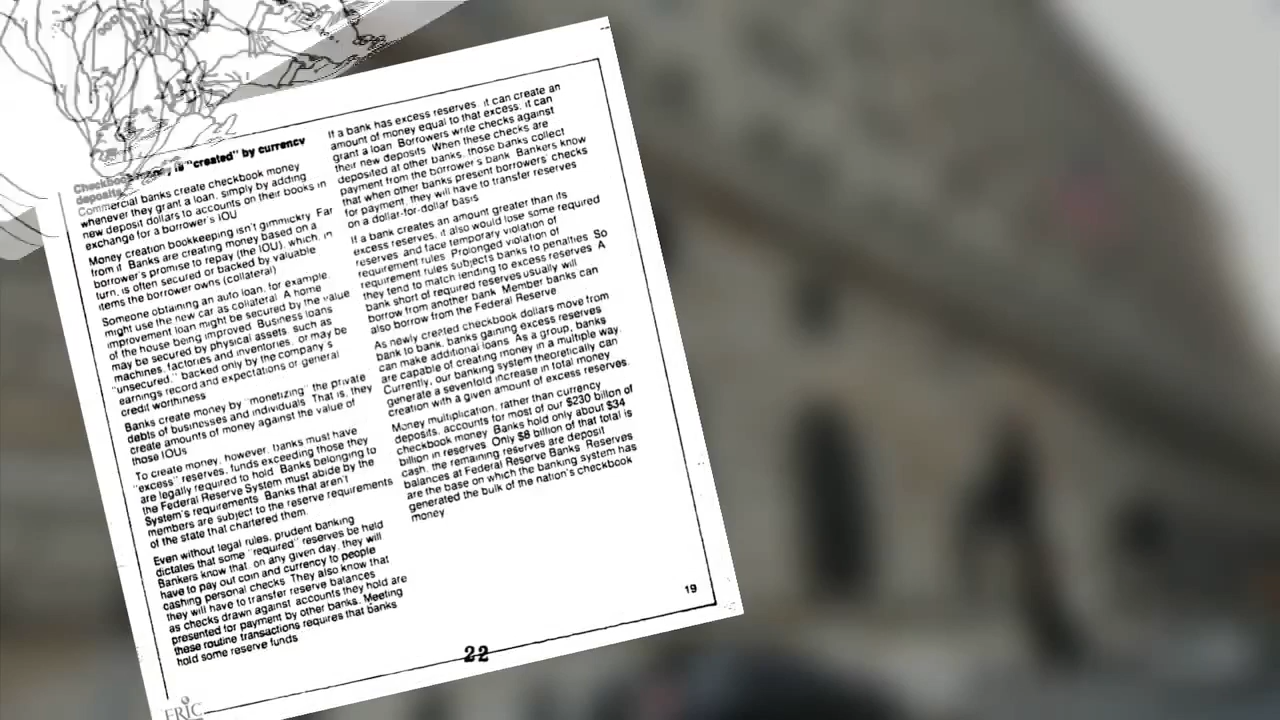 Checkbook money is "created" by currency
deposits
Commercial banks create checkbook money
whenever they grant a loan, simply by adding
new deposit dollars to accounts on their books in
exchange for a borrower's IOU
Money creation bookkeeping isn't gimmickry. Far
from it. Banks are creating money based on a
borrower's promise to repay (the IOU), which, in
turn, is often secured or backed by valuable
items the borrower owns (collateral)
Someone obtaining an auto loan, for example,
might use the new car as collateral. A home
improvement loan might be secured by the value
of the house being improved. Business loans
may be secured by physical assets, such as
machines, factories and inventories, or may be
"unsecured," backed only by the company's
earnings record and expectations or general
credit worthiness
Banks create money by "monetizing" the private
debts of businesses and individuals. That is, they
create amounts of money against the value of
those IOUs
To create money, however, banks must have
"excess" reserves, funds exceeding those they
are legally required to hold. Banks belonging to
the Federal Reserve System must abide by the
System's requirements. Banks that aren't
members are subject to the reserve requirements
of the state that chartered them.
Even without legal rules, prudent banking
dictates that some "required" reserves be held
Bankers know that, on any given day, they will
have to pay out coin and currency to people
cashing personal checks. They also know that
they will have to transfer reserve balances
as checks drawn against accounts they hold are
presented for payment by other banks. Meeting
these routine transactions requires that banks
hold some reserve funds
If a bank has excess reserves, it can create an
amount of money equal to that excess; it can
grant a loan. Borrowers write checks against
their new deposits. When these checks are
deposited at other banks, those banks collect
payment from the borrower's bank. Bankers know
that when other banks present borrowers' checks
for payment, they will have to transfer reserves
on a dollar-for-dollar basis
If a bank creates an amount greater than its
excess reserves, it also would lose some required
reserves and face temporary violation of
requirement rules. Prolonged violation of
requirement rules subjects banks to penalties. So
they tend to match lending to excess reserves. A
bank short of required reserves usually will
borrow from another bank. Member banks can
also borrow from the Federal Reserve
As newly created checkbook dollars move from
bank to bank, banks gaining excess reserves
can make additional loans. As a group, banks
are capable of creating money in a multiple way.
Currently, our banking system theoretically can
generate a sevenfold increase in total money
creation with a given amount of excess reserves.
Money multiplication, rather than currency
deposits, accounts for most of our $230 billion of
checkbook money. Banks hold only about $34
billion in reserves. Only $8 billion of that total is
cash, the remaining reserves are deposit
balances at Federal Reserve Banks. Reserves
are the base on which the banking system has
generated the bulk of the nation's checkbook
money
19
22
ERIC